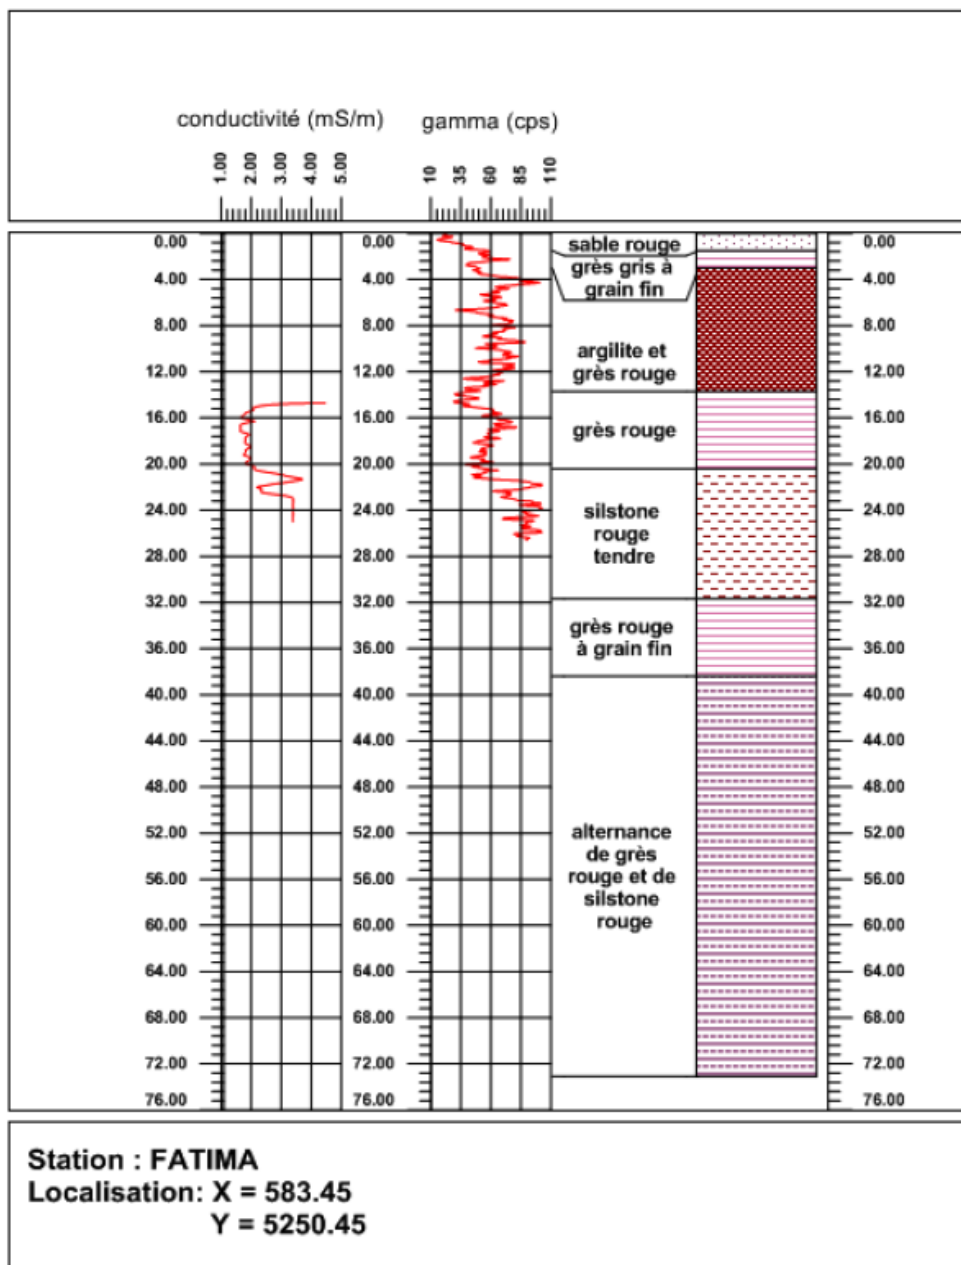 conductivité (mS/m) gamma (cps)
1.00 2.00 3.00 4.00 5.00 10 35 60 85 110
0.00 0.00 sable rouge 0.00
grès gris à
4.00 4.00 grain fin 4.00
8.00 8.00 8.00
argilite et
12.00 12.00 grès rouge 12.00
16.00 16.00 grès rouge 16.00
20.00 20.00 20.00
24.00 24.00 silstone 24.00
rouge
28.00 28.00 tendre 28.00
32.00 32.00 32.00
grès rouge
36.00 36.00 à grain fin 36.00
40.00 40.00 40.00
44.00 44.00 44.00
48.00 48.00 48.00
52.00 52.00 alternance 52.00
de grès
56.00 56.00 rouge et de 56.00
silstone
60.00 60.00 rouge 60.00
64.00 64.00 64.00
68.00 68.00 68.00
72.00 72.00 72.00
76.00 76.00 76.00
Station : FATIMA
Localisation: X = 583.45
Y = 5250.45